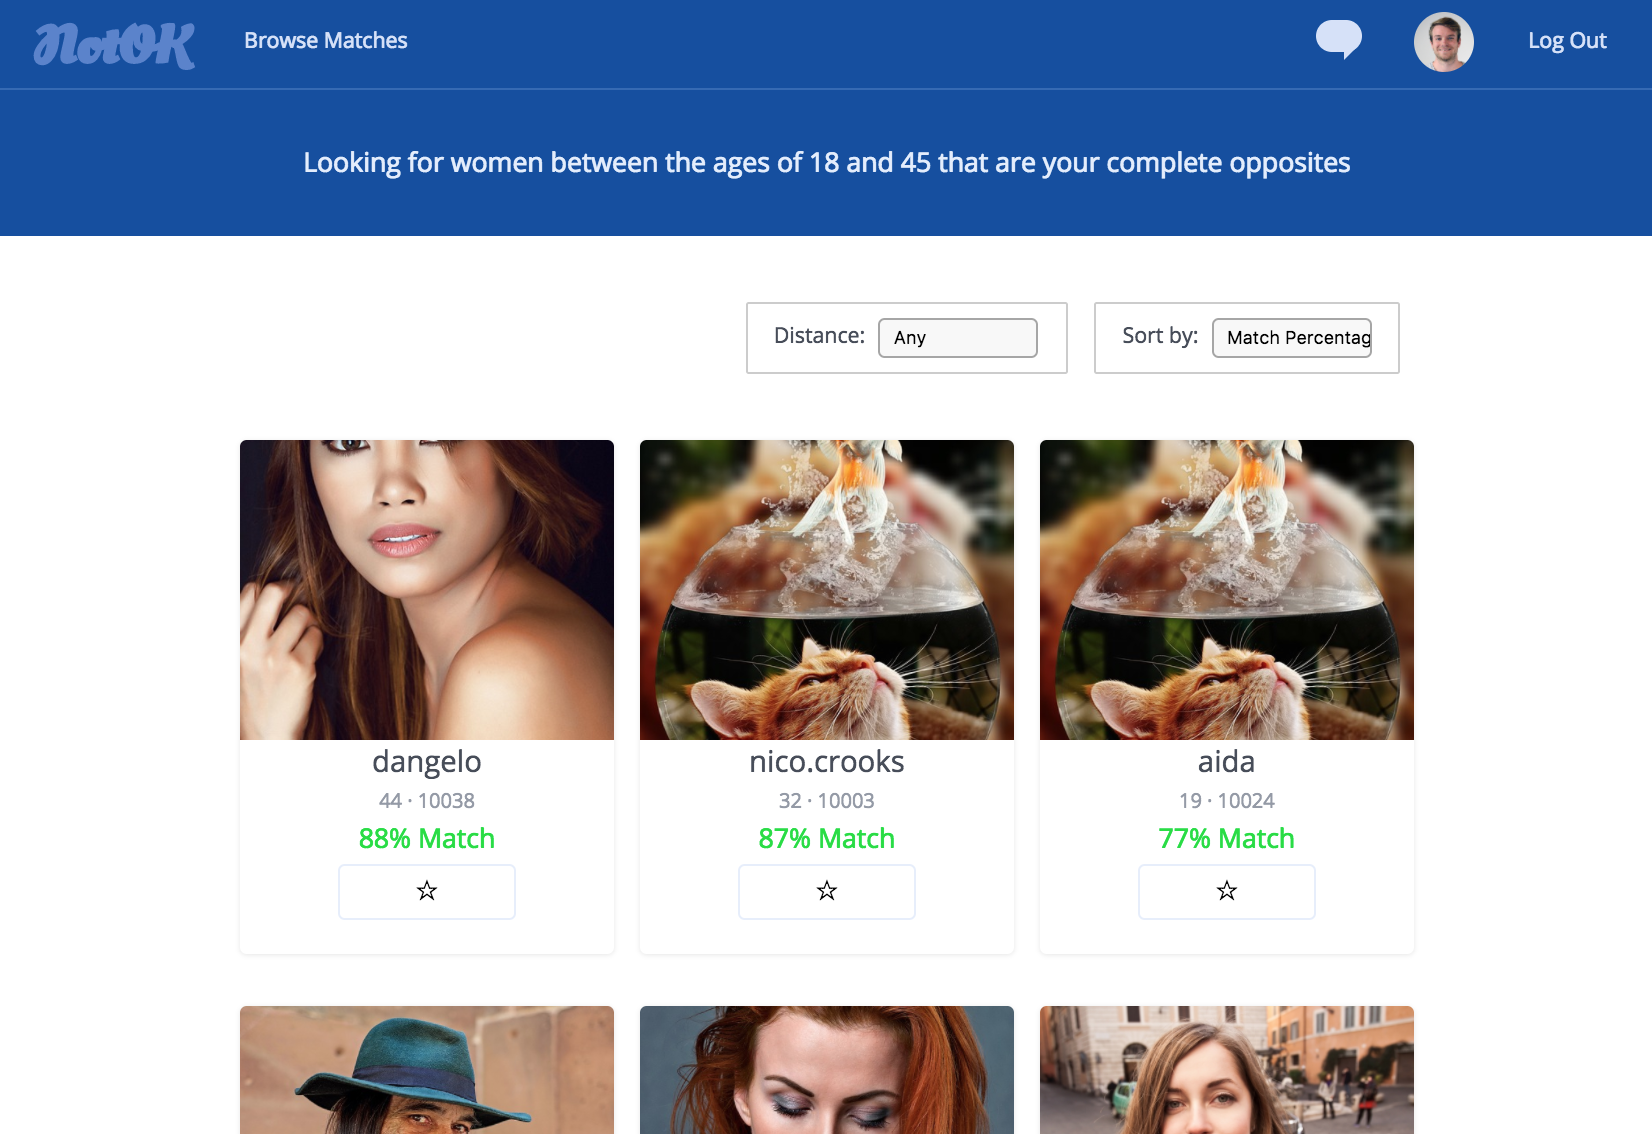 NotOK Browse Matches Log Out
Looking for women between the ages of 18 and 45 that are your complete opposites
Distance: Any Sort by: Match Percentag
dangelo nico.crooks aida
44 · 10038 32 · 10003 19 · 10024
88% Match 87% Match 77% Match